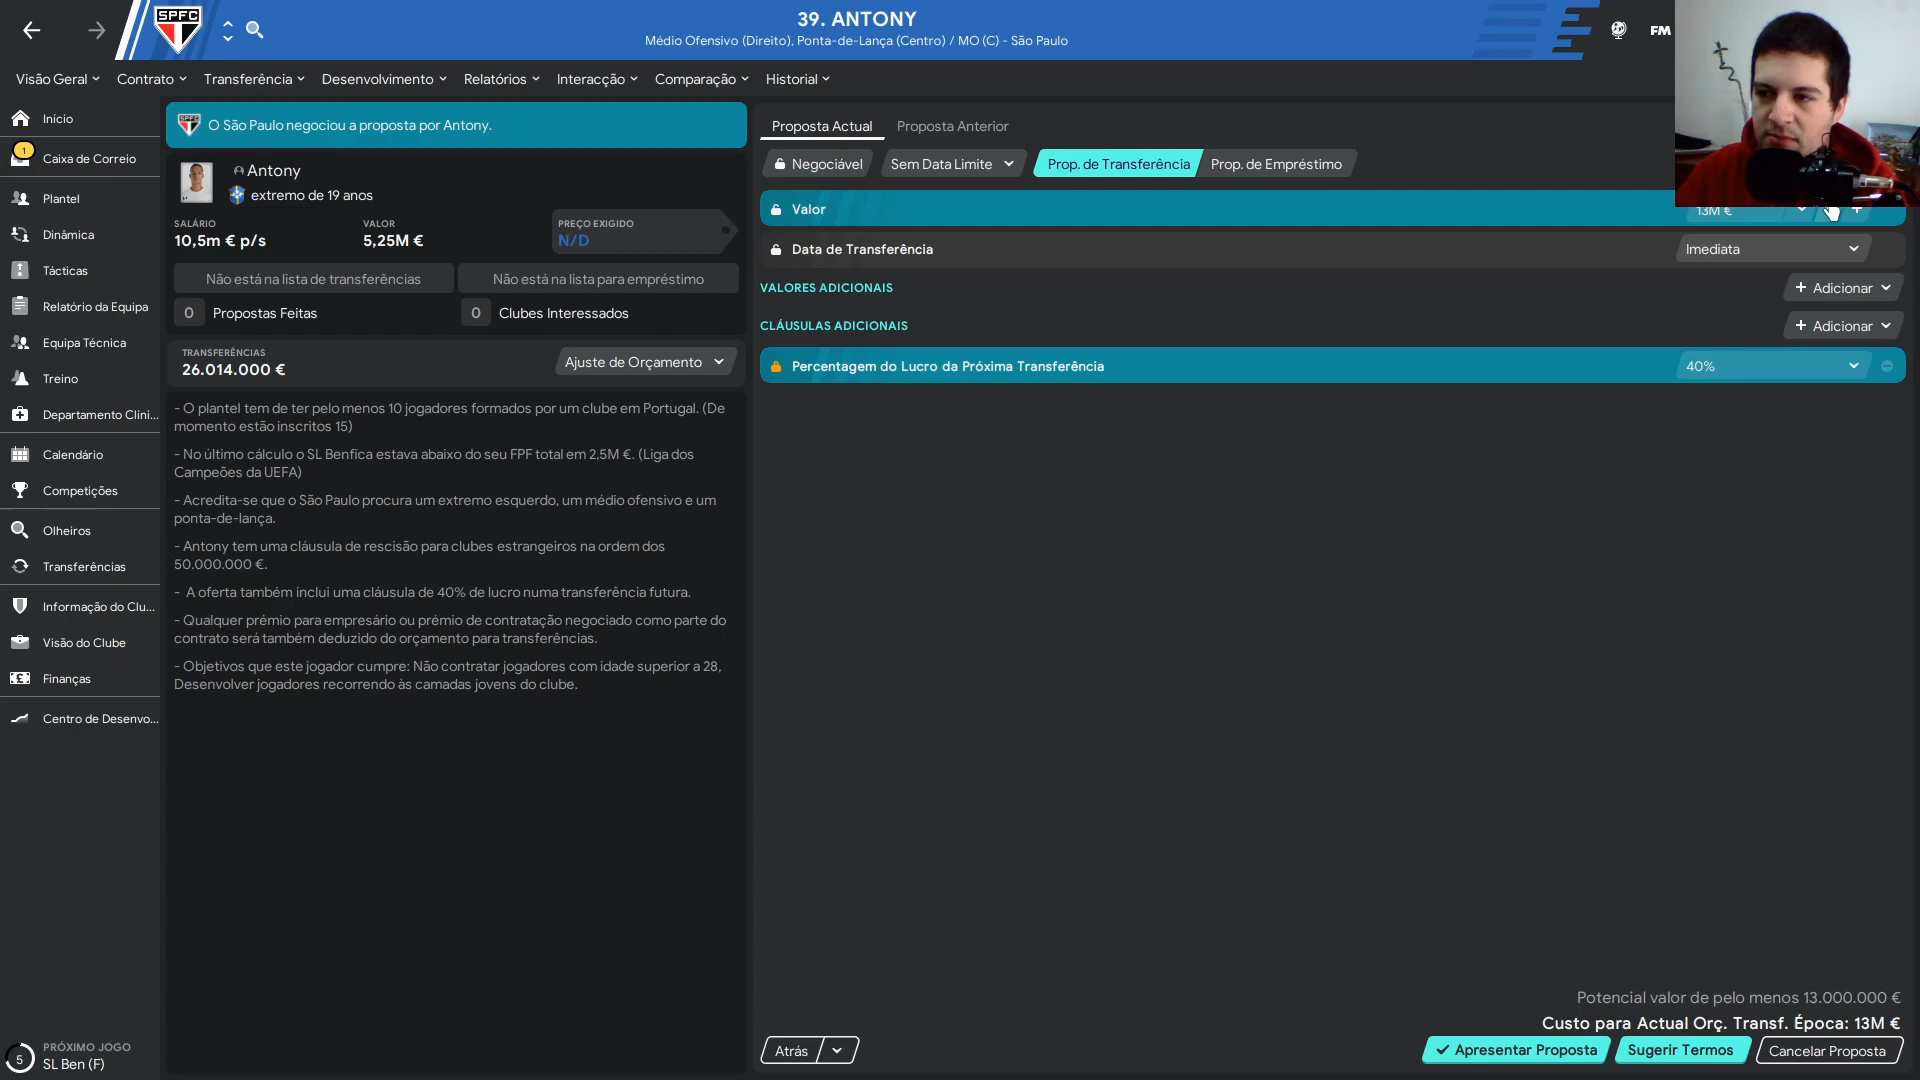 SPFC
39. ANTONY
Médio Ofensivo (Direito), Ponta-de-Lança (Centro) / MO (C) - São Paulo
FM
Visão Geral
Contrato
Transferência
Desenvolvimento
Relatórios
Interacção
Comparação
Historial
Início
1
Caixa de Correio
Plantel
Dinâmica
Tácticas
Relatório da Equipa
Equipa Técnica
Treino
Departamento Clíni...
Calendário
Competições
Olheiros
Transferências
Informação do Clu...
Visão do Clube
Finanças
Centro de Desenvo...
5
PRÓXIMO JOGO
SL Ben (F)
O São Paulo negociou a proposta por Antony.
Antony
extremo de 19 anos
SALÁRIO
10,5m € p/s
VALOR
5,25M €
PREÇO EXIGIDO
N/D
Não está na lista de transferências
Não está na lista para empréstimo
0 Propostas Feitas
0 Clubes Interessados
TRANSFERÊNCIAS
26.014.000 €
Ajuste de Orçamento
- O plantel tem de ter pelo menos 10 jogadores formados por um clube em Portugal. (De
momento estão inscritos 15)
- No último cálculo o SL Benfica estava abaixo do seu FPF total em 2,5M €. (Liga dos
Campeões da UEFA)
- Acredita-se que o São Paulo procura um extremo esquerdo, um médio ofensivo e um
ponta-de-lança.
- Antony tem uma cláusula de rescisão para clubes estrangeiros na ordem dos
50.000.000 €.
- A oferta também inclui uma cláusula de 40% de lucro numa transferência futura.
- Qualquer prémio para empresário ou prémio de contratação negociado como parte do
contrato será também deduzido do orçamento para transferências.
- Objetivos que este jogador cumpre: Não contratar jogadores com idade superior a 28,
Desenvolver jogadores recorrendo às camadas jovens do clube.
Proposta Actual
Proposta Anterior
Negociável
Sem Data Limite
Prop. de Transferência
Prop. de Empréstimo
Valor
13M €
Data de Transferência
Imediata
VALORES ADICIONAIS
+ Adicionar
CLÁUSULAS ADICIONAIS
+ Adicionar
Percentagem do Lucro da Próxima Transferência
40%
Potencial valor de pelo menos 13.000.000 €
Custo para Actual Orç. Transf. Época: 13M €
Atrás
Apresentar Proposta
Sugerir Termos
Cancelar Proposta